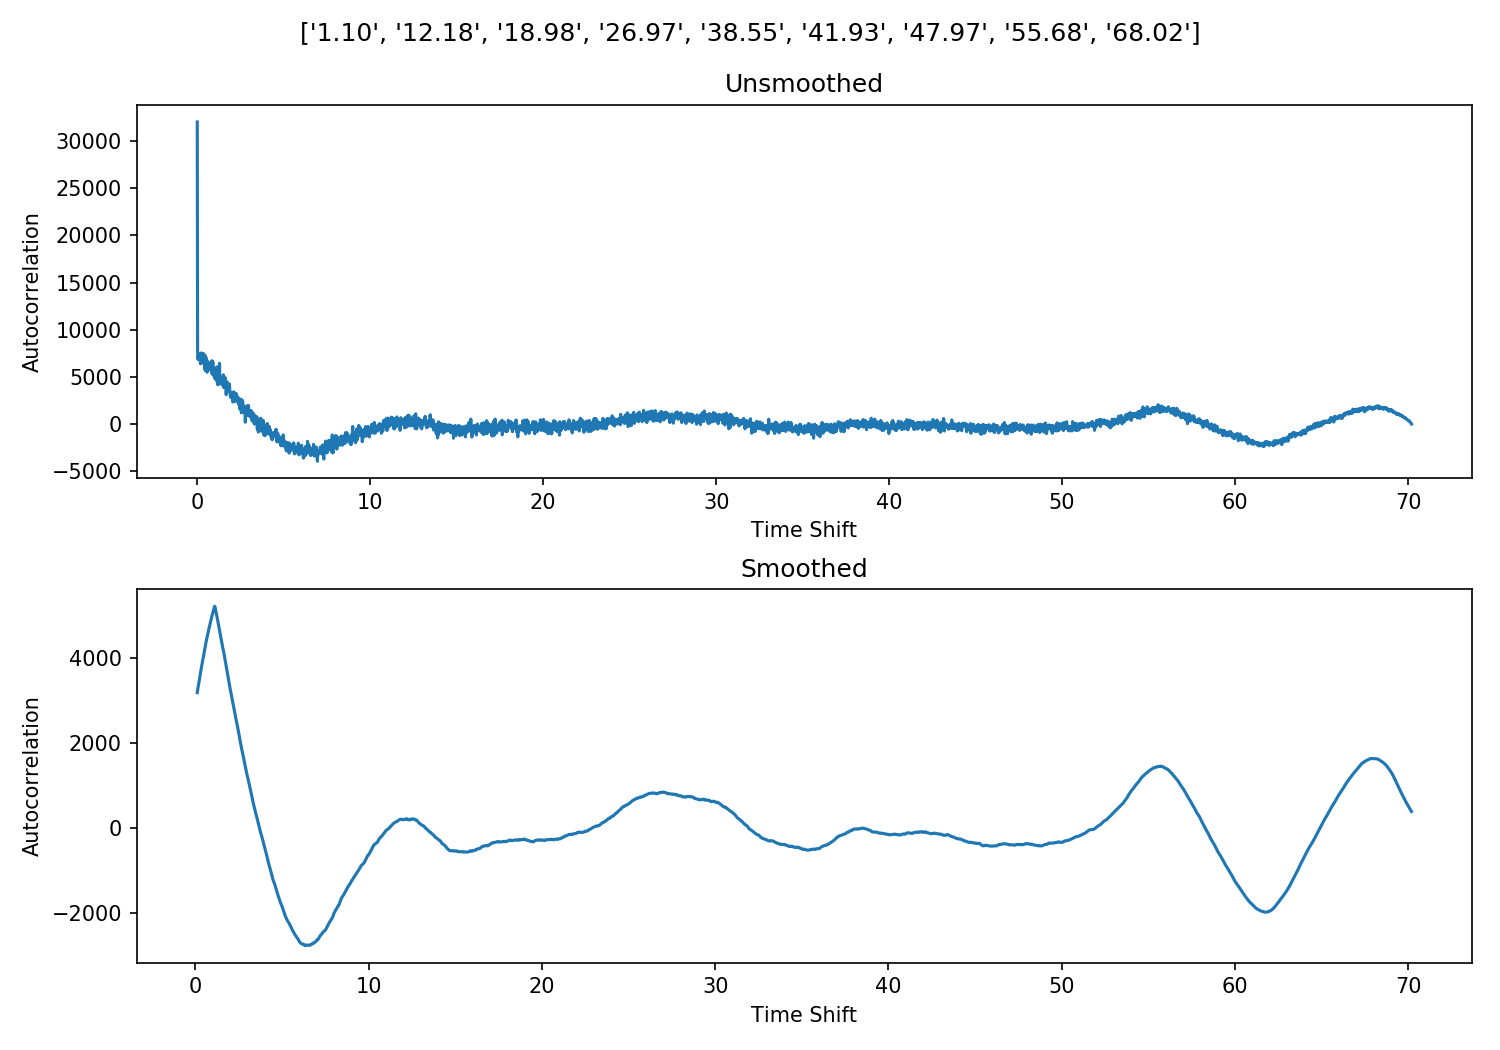 ['1.10', '12.18', '18.98', '26.97', '38.55', '41.93', '47.97', '55.68', '68.02']
Unsmoothed
Autocorrelation
30000
25000
20000
15000
10000
5000
0
−5000
0 10 20 30 40 50 60 70
Time Shift
Smoothed
Autocorrelation
4000
2000
0
−2000
0 10 20 30 40 50 60 70
Time Shift